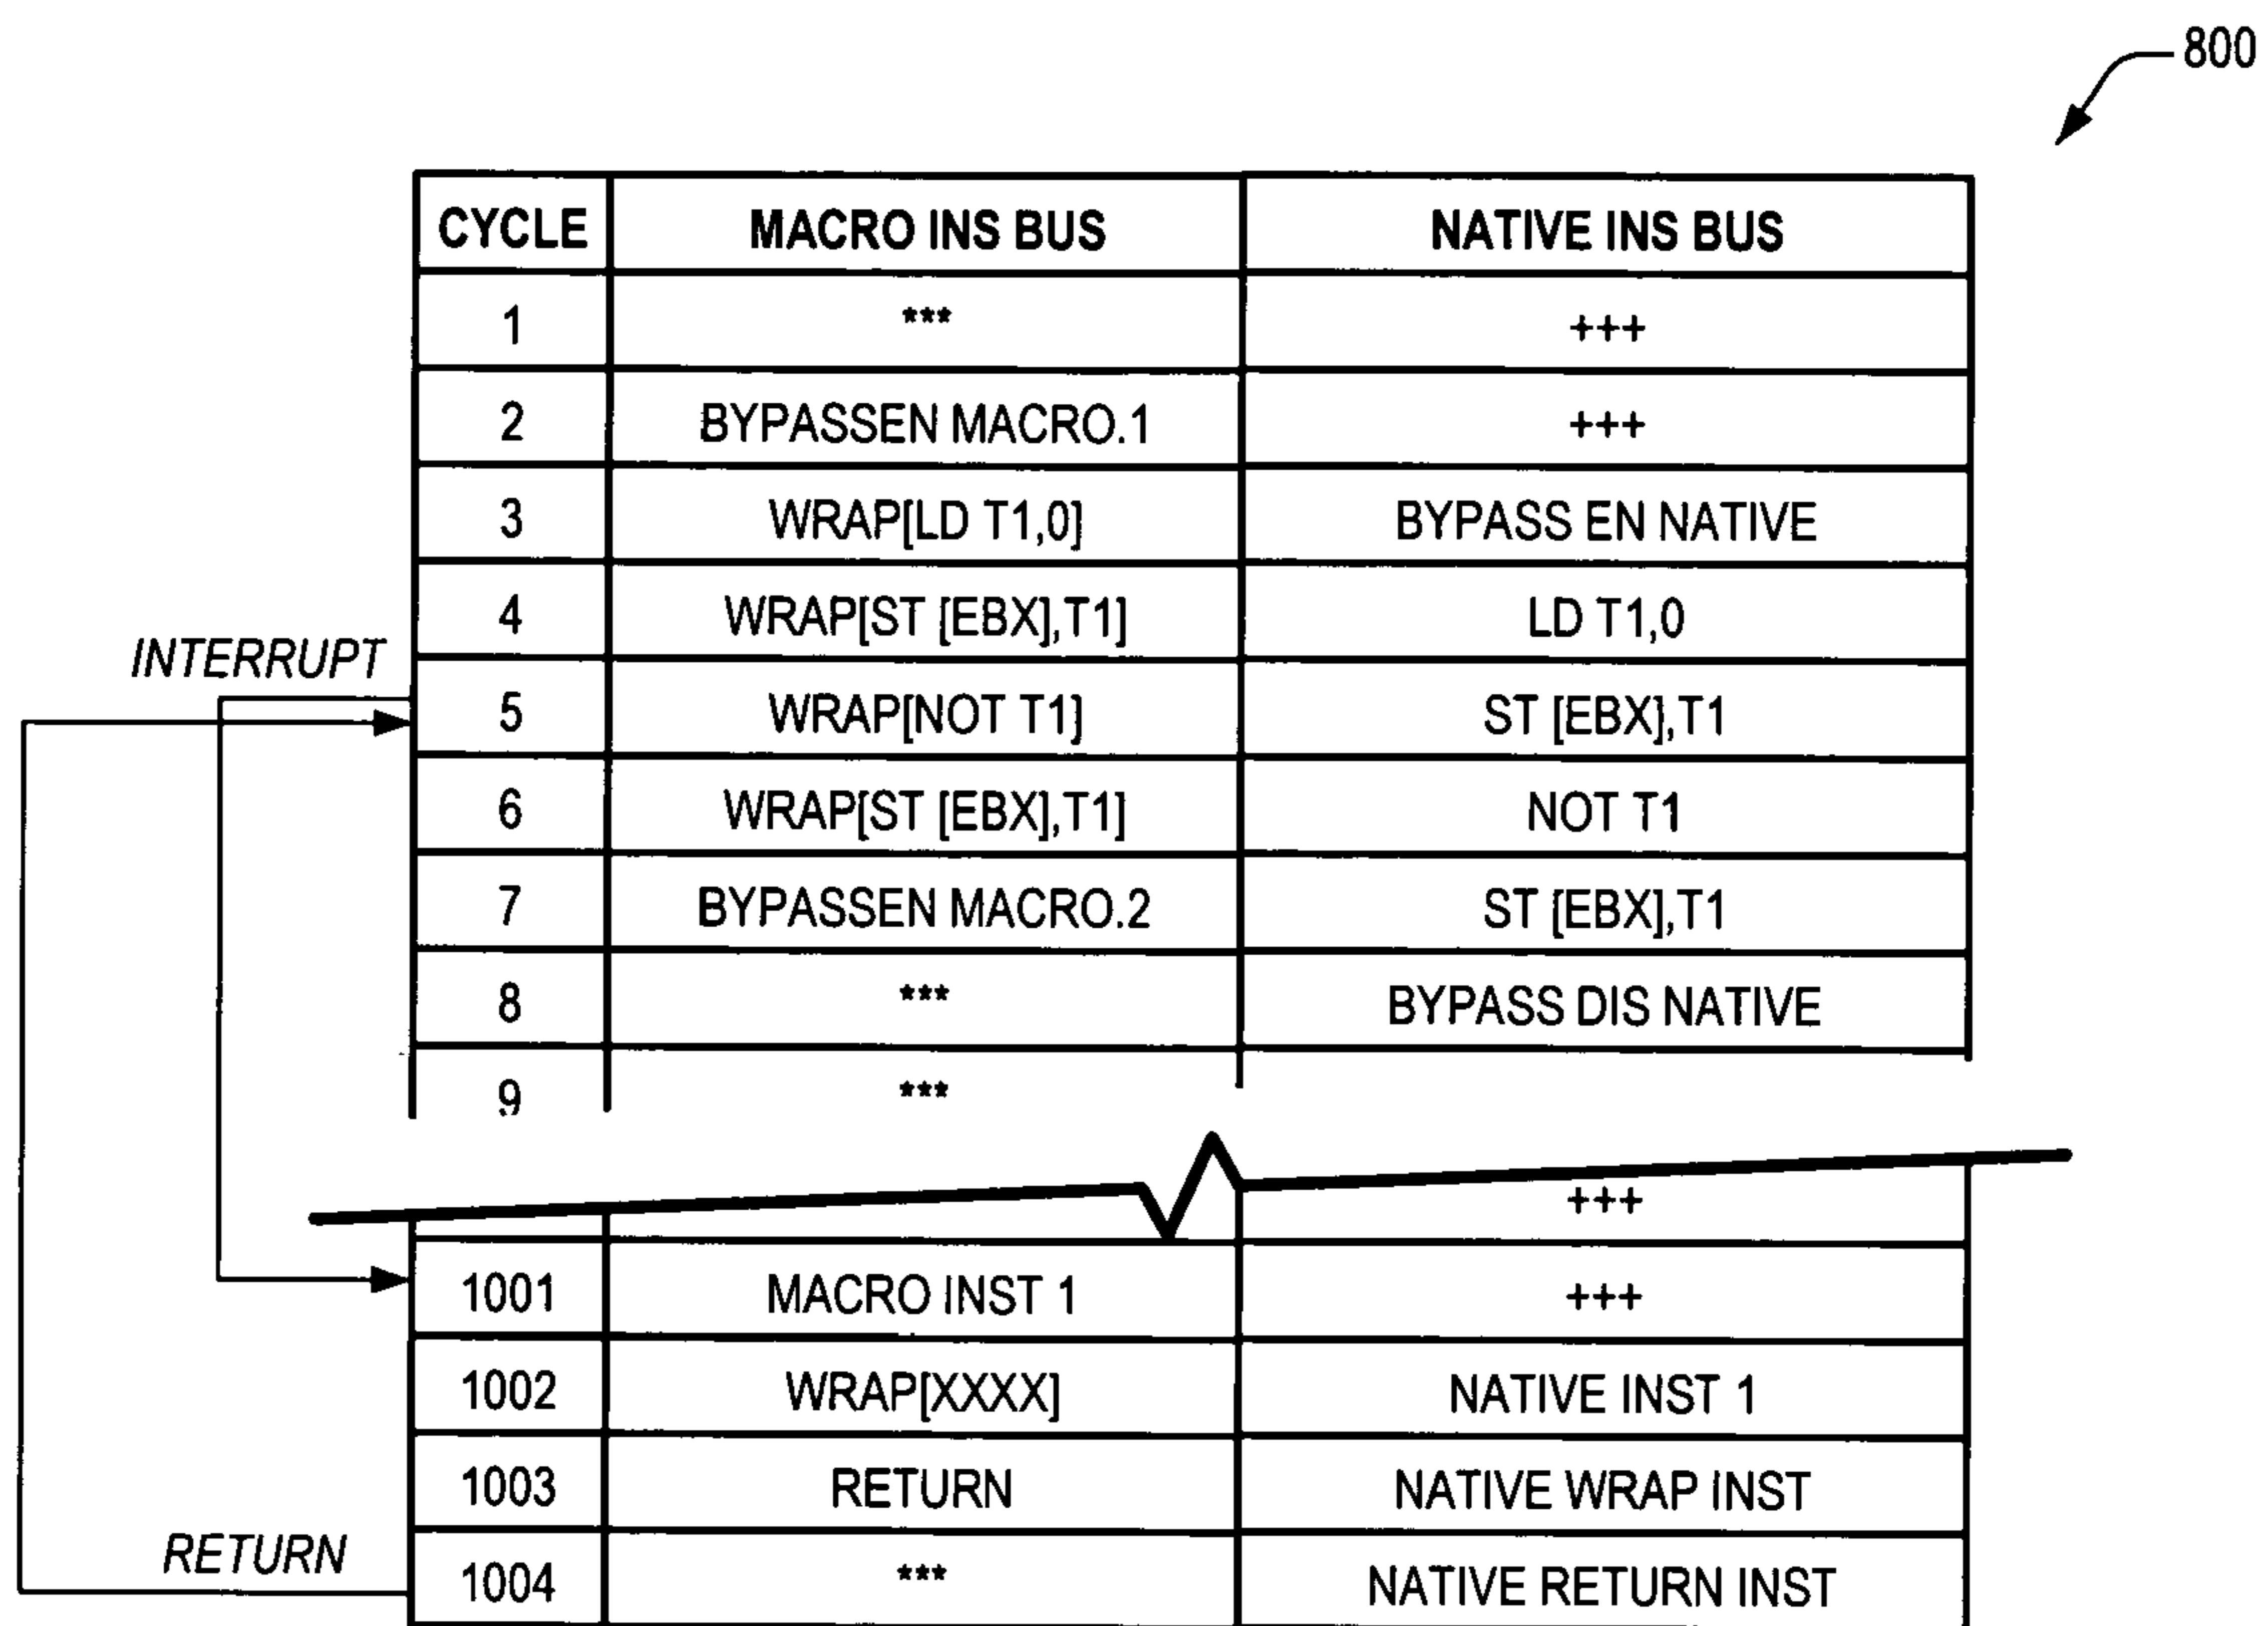 800
CYCLE MACRO INS BUS NATIVE INS BUS
1 *** +++
2 BYPASSEN MACRO.1 +++
3 WRAP[LD T1,0] BYPASS EN NATIVE
4 WRAP[ST [EBX],T1] LD T1,0
INTERRUPT
5 WRAP[NOT T1] ST [EBX],T1
6 WRAP[ST [EBX],T1] NOT T1
7 BYPASSEN MACRO.2 ST [EBX],T1
8 *** BYPASS DIS NATIVE
9 ***
+++
1001 MACRO INST 1 +++
1002 WRAP[XXXX] NATIVE INST 1
1003 RETURN NATIVE WRAP INST
RETURN
1004 *** NATIVE RETURN INST